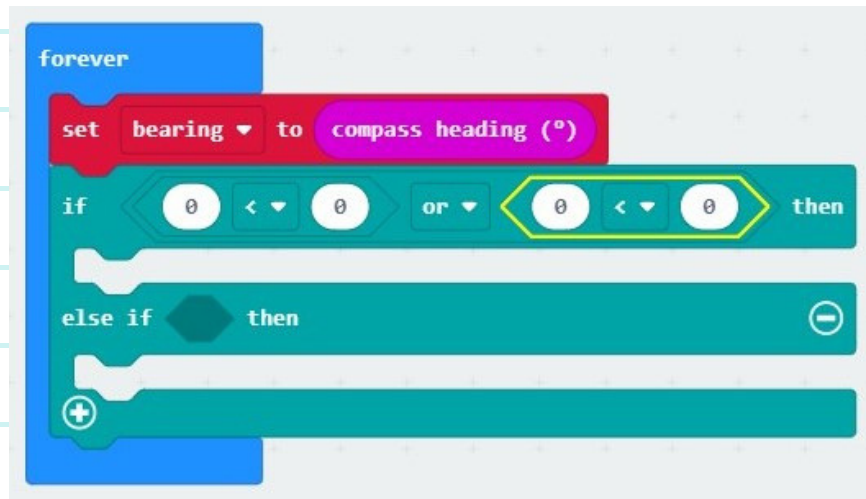 forever
set bearing to compass heading (°)
if 0 < 0 or 0 < 0 then
else if then